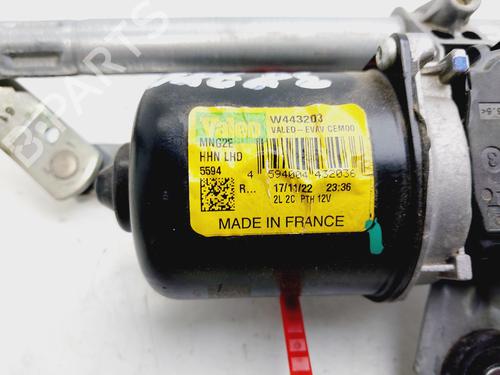 Valeo
W443203
VALEO-EVAV CEMOO
MNG2E
HHN LHD
5594
4 594004 432036
R... 17/11/22 23:36
2L 2C PTH 12V
MADE IN FRANCE